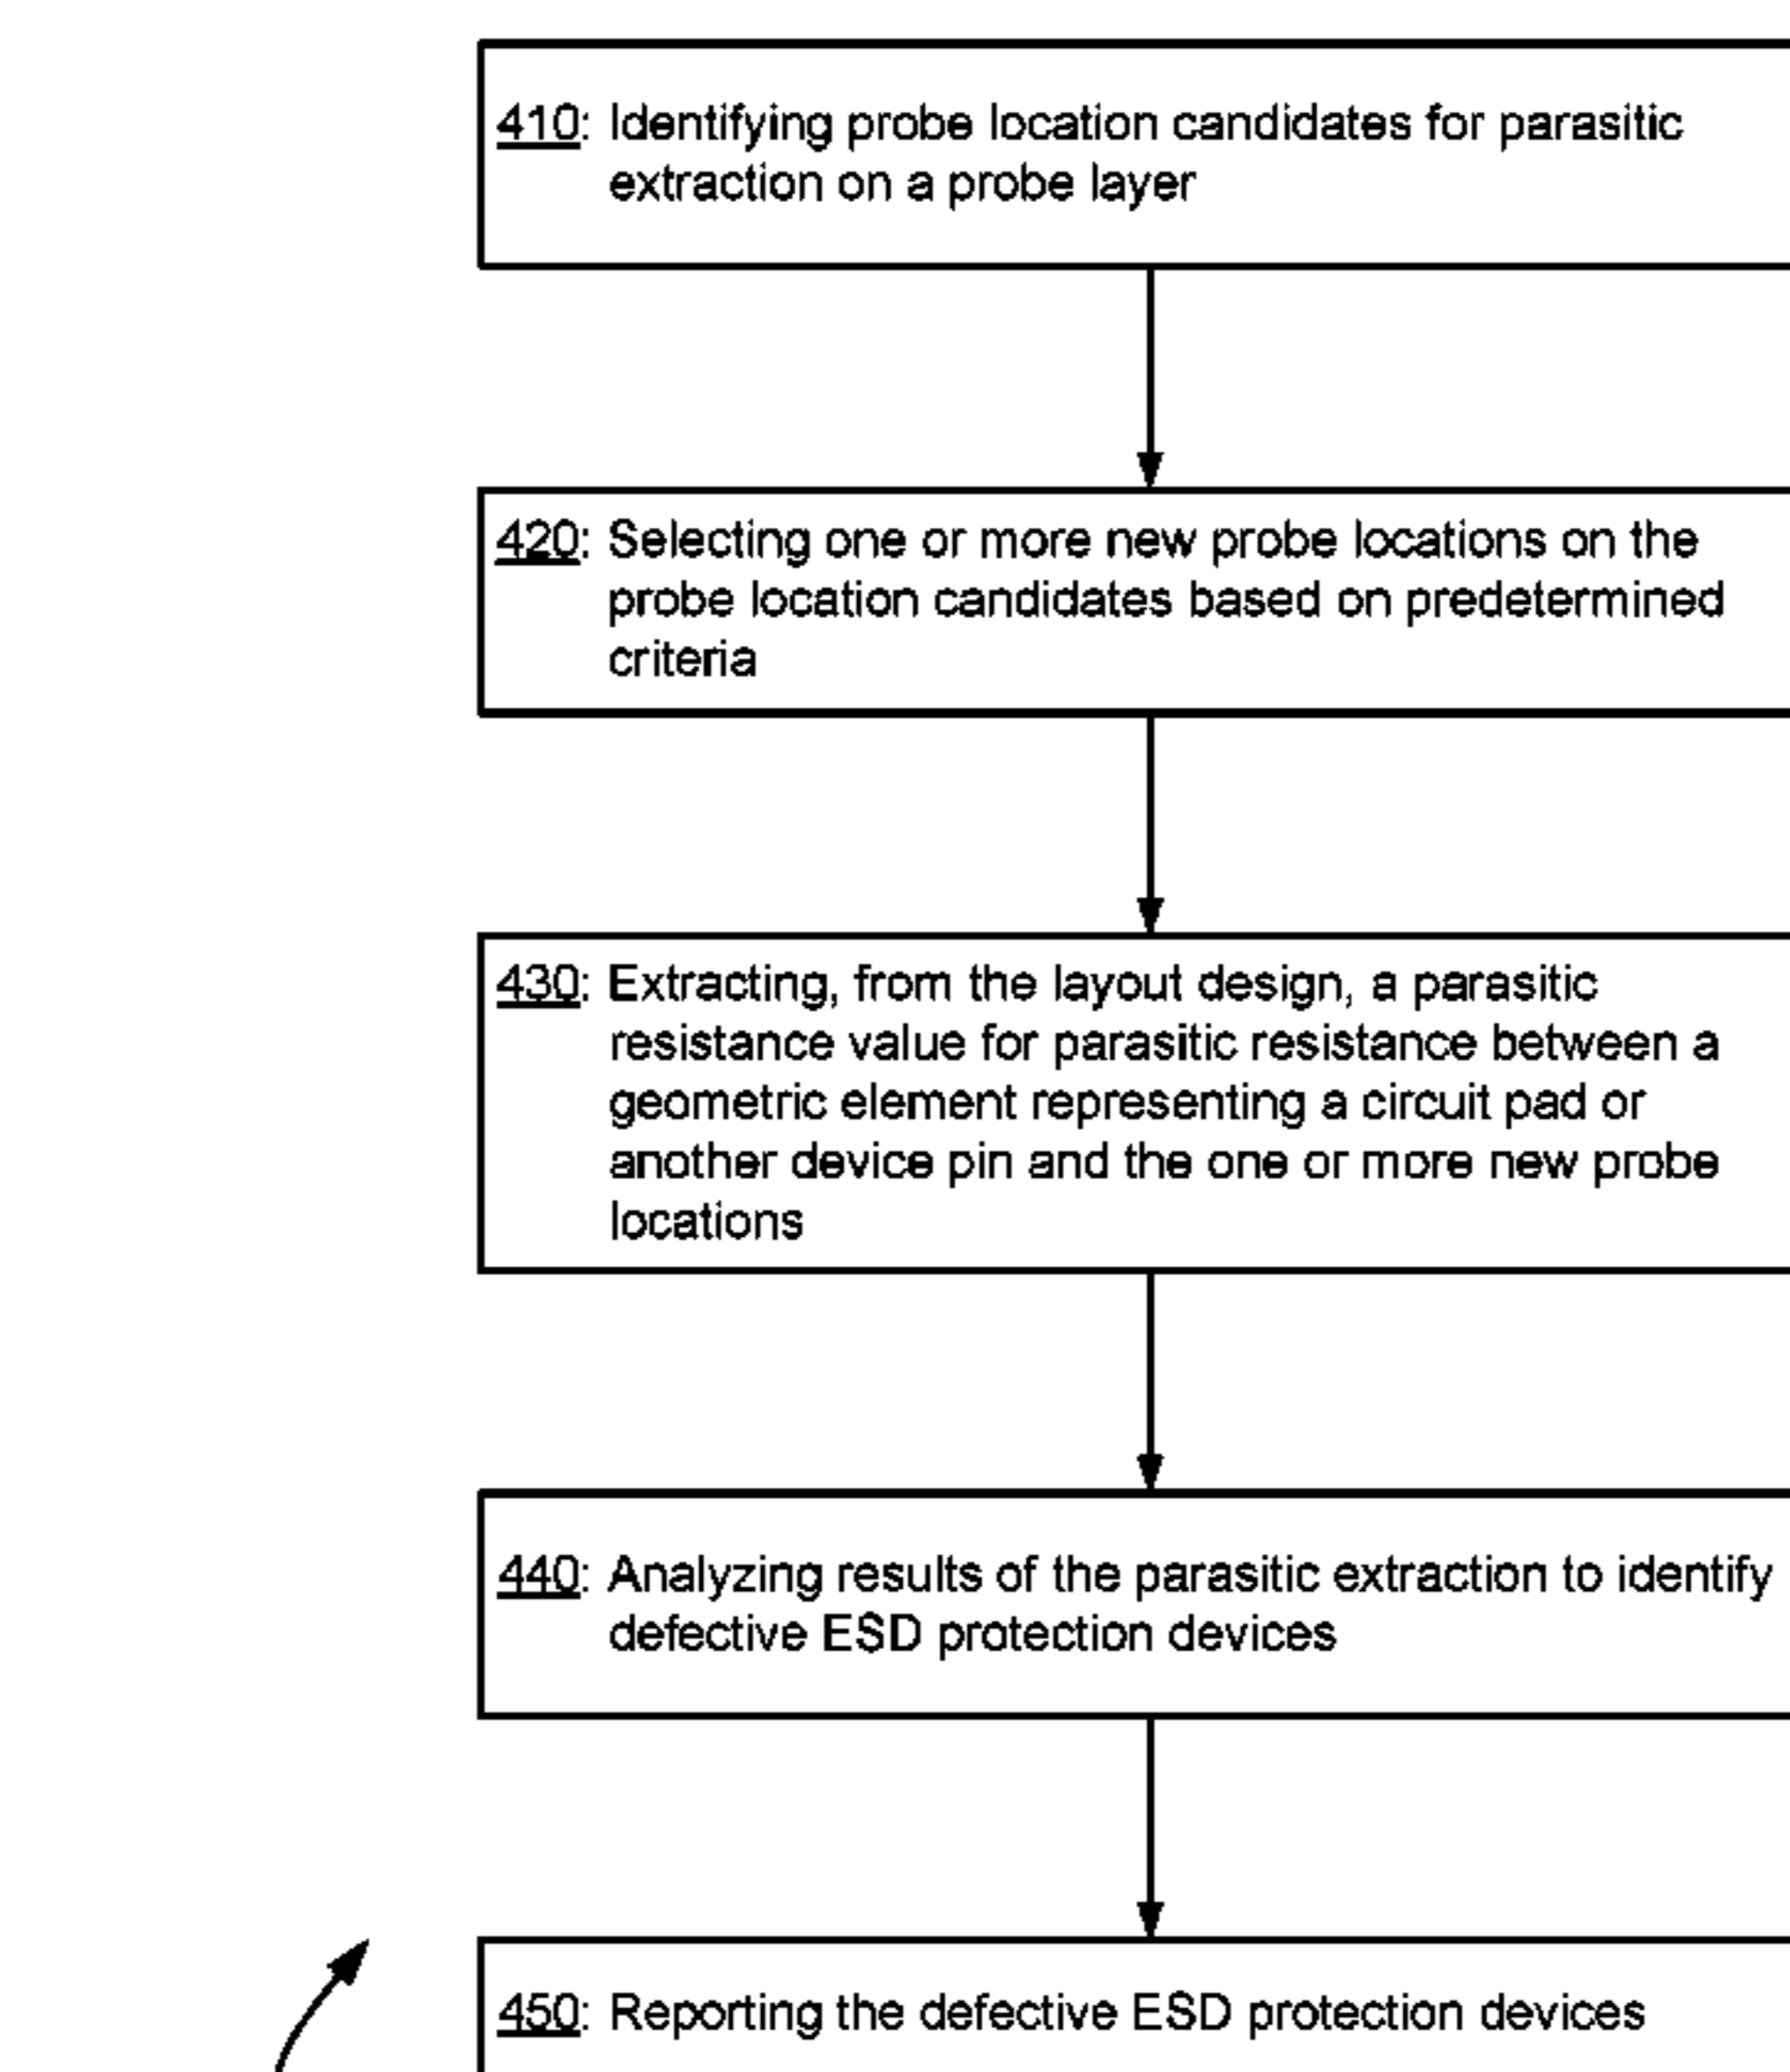 410: Identifying probe location candidates for parasitic
extraction on a probe layer
420: Selecting one or more new probe locations on the
probe location candidates based on predetermined
criteria
430: Extracting, from the layout design, a parasitic
resistance value for parasitic resistance between a
geometric element representing a circuit pad or
another device pin and the one or more new probe
locations
440: Analyzing results of the parasitic extraction to identify
defective ESD protection devices
450: Reporting the defective ESD protection devices